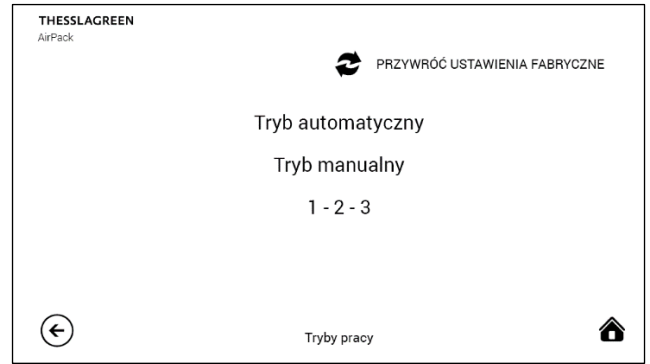 THESSLAGREEN
AirPack
PRZYWRÓĆ USTAWIENIA FABRYCZNE
Tryb automatyczny
Tryb manualny
1 - 2 - 3
Tryby pracy